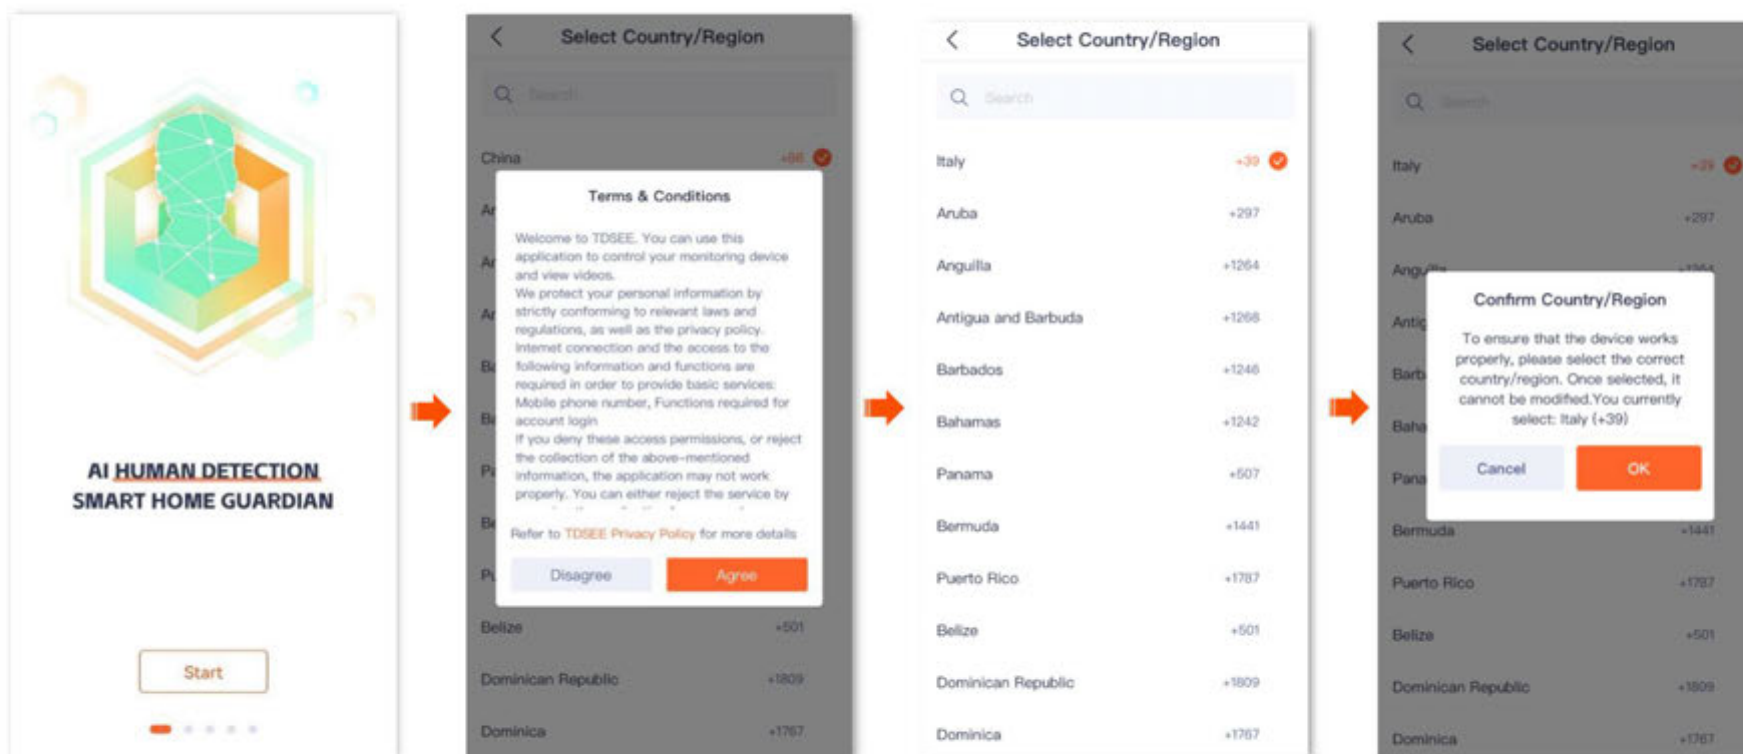 AI HUMAN DETECTION
SMART HOME GUARDIAN
Start
Select Country/Region
Search
China +86
Terms & Conditions
Welcome to TDSEE. You can use this
application to control your monitoring device
and view videos.
We protect your personal information by
strictly conforming to relevant laws and
regulations, as well as the privacy policy.
Internet connection and the access to the
following information and functions are
required in order to provide basic services:
Mobile phone number, Functions required for
account login
If you deny these access permissions, or reject
the collection of the above-mentioned
information, the application may not work
properly. You can either reject the service by
Refer to TDSEE Privacy Policy for more details
Disagree Agree
Belize +501
Dominican Republic +1809
Dominica +1767
Select Country/Region
Search
Italy +39
Aruba +297
Anguilla +1264
Antigua and Barbuda +1268
Barbados +1246
Bahamas +1242
Panama +507
Bermuda +1441
Puerto Rico +1787
Belize +501
Dominican Republic +1809
Dominica +1767
Select Country/Region
Search
Italy +39
Aruba +297
Confirm Country/Region
To ensure that the device works
properly, please select the correct
country/region. Once selected, it
cannot be modified.You currently
select: Italy (+39)
Cancel OK
Bermuda +1441
Puerto Rico +1787
Belize +501
Dominican Republic +1809
Dominica +1767